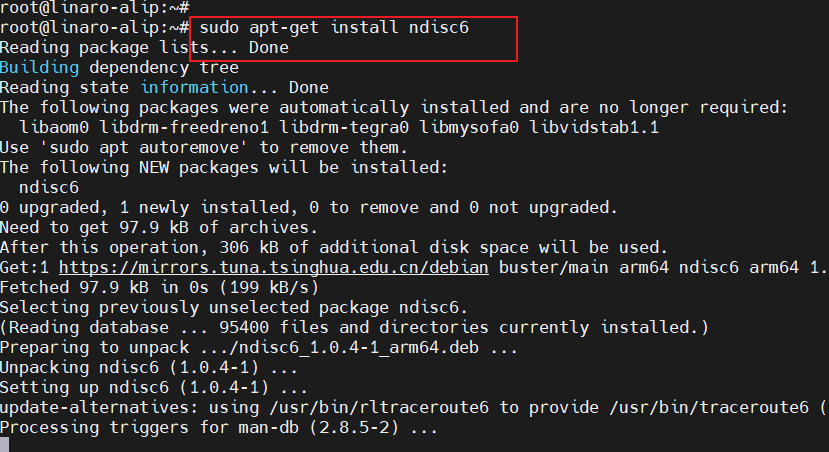 root@linaro-alip:~#
root@linaro-alip:~# sudo apt-get install ndisc6
Reading package lists... Done
Building dependency tree
Reading state information... Done
The following packages were automatically installed and are no longer required:
  libaom0 libdrm-freedreno1 libdrm-tegra0 libmysofa0 libvidstab1.1
Use 'sudo apt autoremove' to remove them.
The following NEW packages will be installed:
  ndisc6
0 upgraded, 1 newly installed, 0 to remove and 0 not upgraded.
Need to get 97.9 kB of archives.
After this operation, 306 kB of additional disk space will be used.
Get:1 https://mirrors.tuna.tsinghua.edu.cn/debian buster/main arm64 ndisc6 arm64 1.
Fetched 97.9 kB in 0s (199 kB/s)
Selecting previously unselected package ndisc6.
(Reading database ... 95400 files and directories currently installed.)
Preparing to unpack .../ndisc6_1.0.4-1_arm64.deb ...
Unpacking ndisc6 (1.0.4-1) ...
Setting up ndisc6 (1.0.4-1) ...
update-alternatives: using /usr/bin/rltraceroute6 to provide /usr/bin/traceroute6 (
Processing triggers for man-db (2.8.5-2) ...